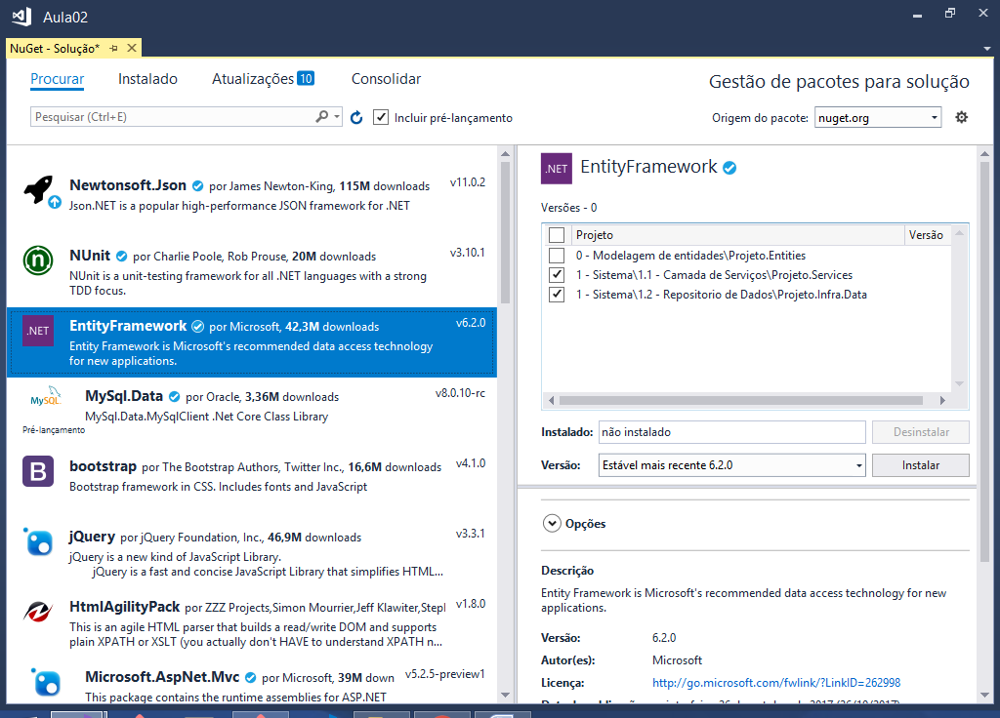 Aula02
NuGet - Solução*
Procurar Instalado Atualizações 10 Consolidar
Gestão de pacotes para solução
Pesquisar (Ctrl+E) Incluir pré-lançamento Origem do pacote: nuget.org
Newtonsoft.Json por James Newton-King, 115M downloads v11.0.2
Json.NET is a popular high-performance JSON framework for .NET
n
NUnit por Charlie Poole, Rob Prouse, 20M downloads v3.10.1
NUnit is a unit-testing framework for all .NET languages with a strong
TDD focus.
.NET
EntityFramework por Microsoft, 42,3M downloads v6.2.0
Entity Framework is Microsoft's recommended data access technology
for new applications.
MySQL
MySql.Data por Oracle, 3,36M downloads v8.0.10-rc
MySql.Data.MySqlClient .Net Core Class Library
Pré-lançamento
B
bootstrap por The Bootstrap Authors, Twitter Inc., 16,6M downloads v4.1.0
Bootstrap framework in CSS. Includes fonts and JavaScript
jQuery por jQuery Foundation, Inc., 46,9M downloads v3.3.1
jQuery is a new kind of JavaScript Library.
jQuery is a fast and concise JavaScript Library that simplifies HTML...
HtmlAgilityPack por ZZZ Projects,Simon Mourrier,Jeff Klawiter,Stepl v1.8.0
This is an agile HTML parser that builds a read/write DOM and supports
plain XPATH or XSLT (you actually don't HAVE to understand XPATH n...
Microsoft.AspNet.Mvc por Microsoft, 39M down v5.2.5-preview1
This package contains the runtime assemblies for ASP.NET
.NET
EntityFramework
Versões - 0
Projeto Versão
0 - Modelagem de entidades\Projeto.Entities
1 - Sistema\1.1 - Camada de Serviços\Projeto.Services
1 - Sistema\1.2 - Repositorio de Dados\Projeto.Infra.Data
Instalado: não instalado Desinstalar
Versão: Estável mais recente 6.2.0 Instalar
Opções
Descrição
Entity Framework is Microsoft's recommended data access technology for new
applications.
Versão: 6.2.0
Autor(es): Microsoft
Licença: http://go.microsoft.com/fwlink/?LinkID=262998